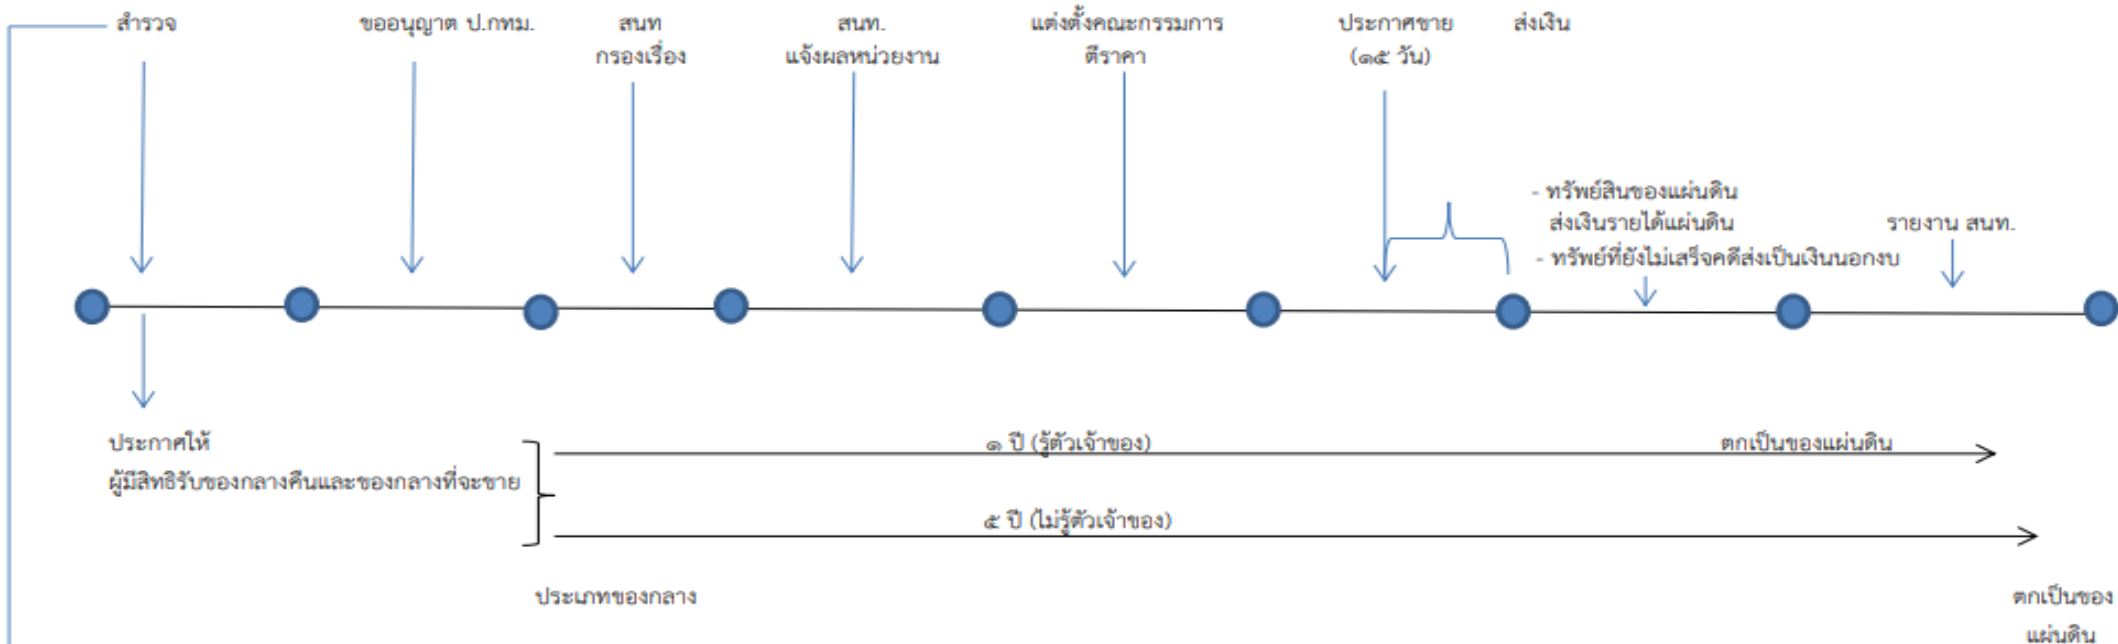 สำรวจ
ขออนุญาต ป.กทม.
สนท
กรองเรื่อง
สนท.
แจ้งผลหน่วยงาน
แต่งตั้งคณะกรรมการ
ตีราคา
ประกาศขาย
(๑๕ วัน)
ส่งเงิน
- ทรัพย์สินของแผ่นดิน
ส่งเงินรายได้แผ่นดิน
- ทรัพย์ที่ยังไม่เสร็จคดีส่งเป็นเงินนอกงบ
รายงาน สนท.
ประกาศให้
ผู้มีสิทธิรับของกลางคืนและของกลางที่จะขาย
๑ ปี (รู้ตัวเจ้าของ)
ตกเป็นของแผ่นดิน
๕ ปี (ไม่รู้ตัวเจ้าของ)
ประเภทของกลาง
ตกเป็นของ
แผ่นดิน